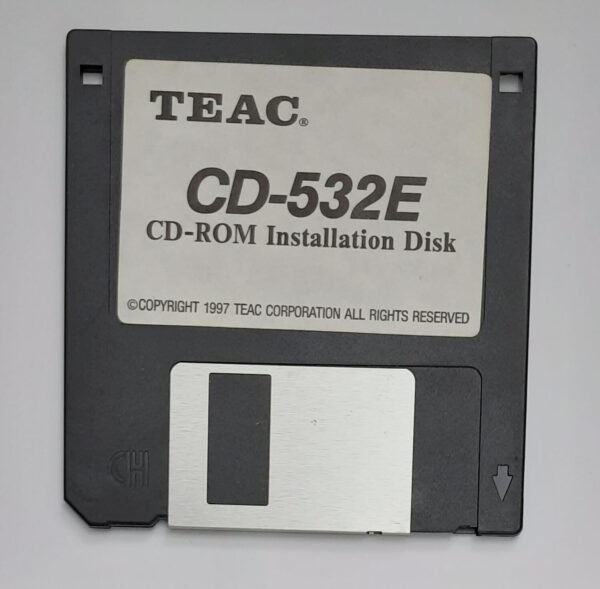 TEAC®
CD-532E
CD-ROM Installation Disk
©COPYRIGHT 1997 TEAC CORPORATION ALL RIGHTS RESERVED